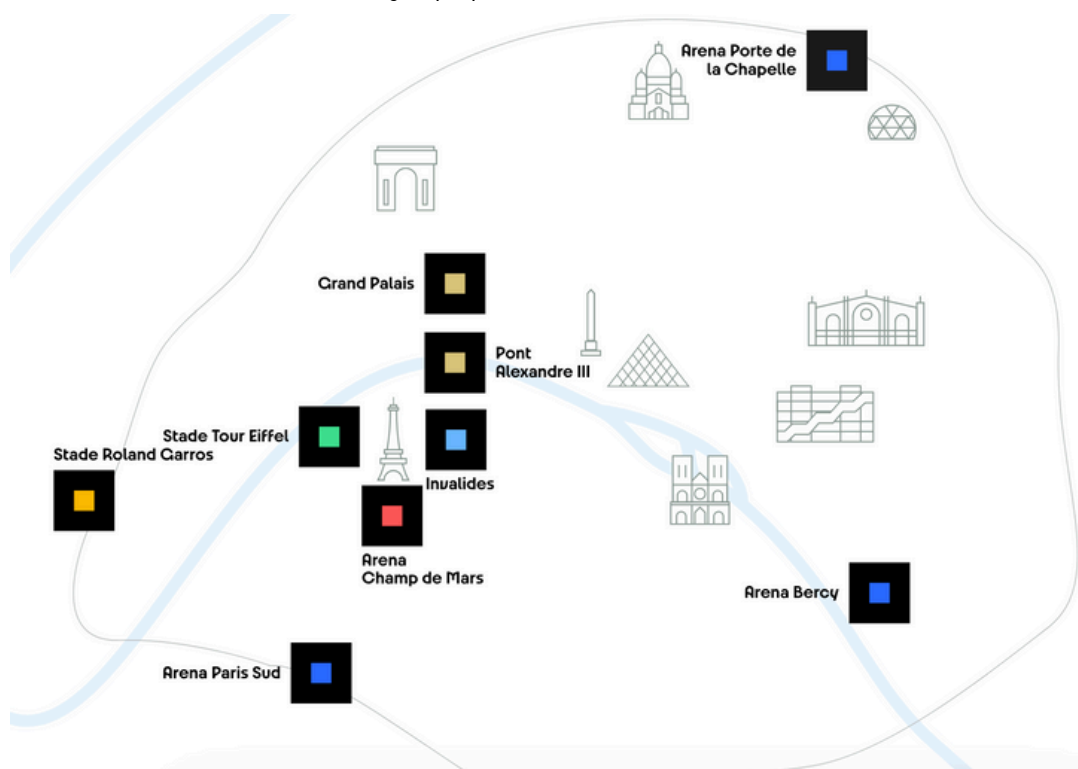 Arena Porte de
la Chapelle
Grand Palais
Pont
Alexandre III
Stade Tour Eiffel
Stade Roland Garros
Invalides
Arena
Champ de Mars
Arena Bercy
Arena Paris Sud